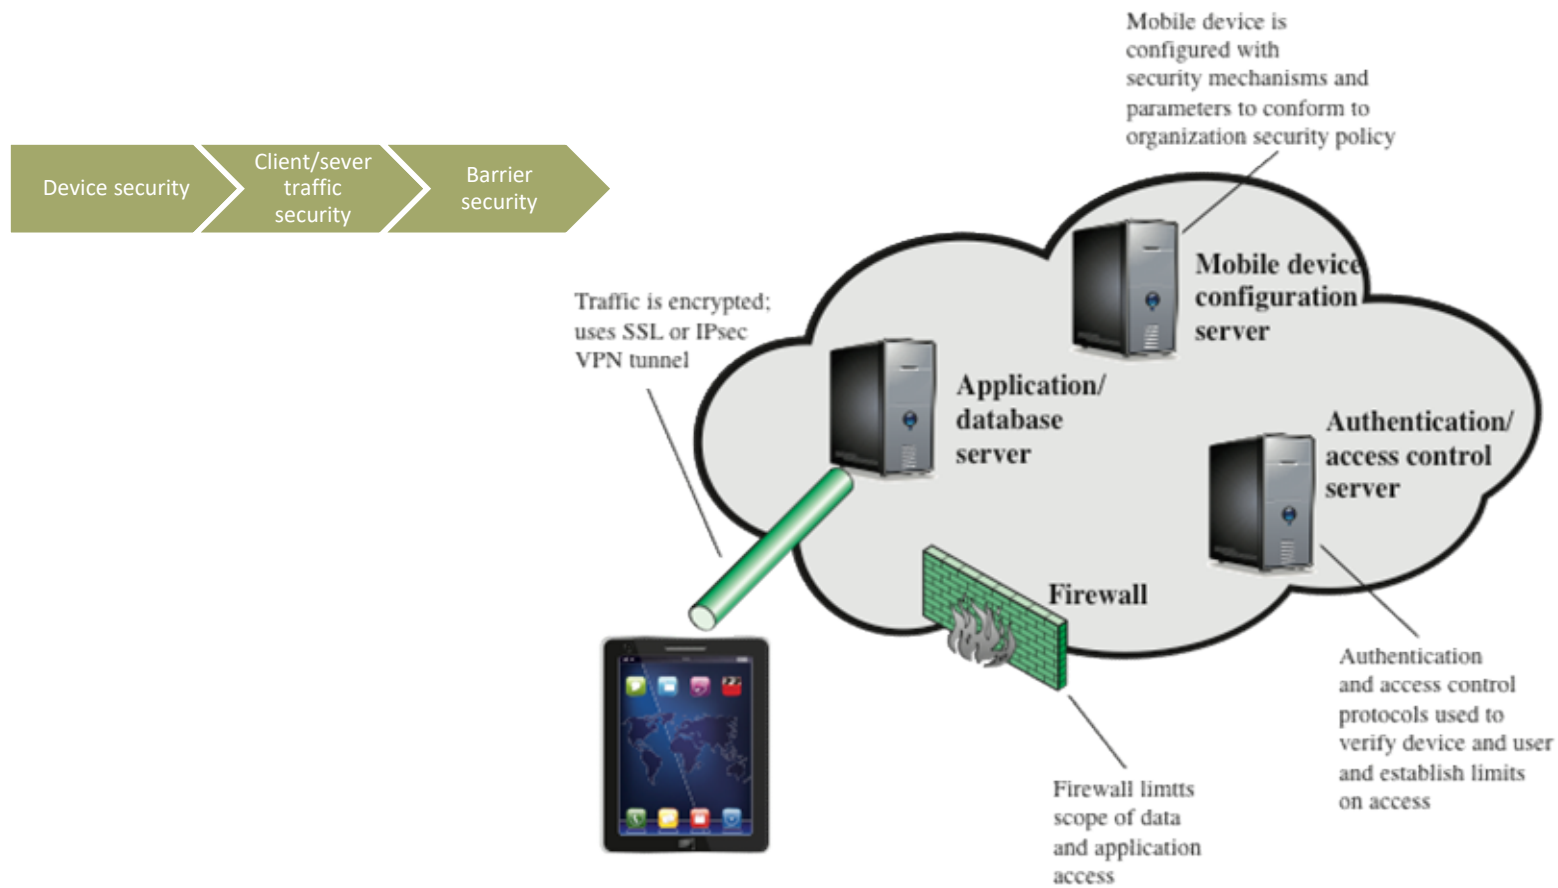 Mobile device is
configured with
security mechanisms and
parameters to conform to
organization security policy
Device security
Client/sever
traffic
security
Barrier
security
Mobile device
configuration
server
Traffic is encrypted;
uses SSL or IPsec
VPN tunnel
Application/
database
server
Authentication/
access control
server
Firewall
Authentication
and access control
protocols used to
verify device and user
and establish limits
on access
Firewall limtts
scope of data
and application
access